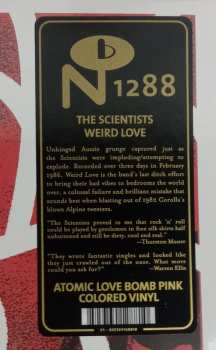 N 1288
THE SCIENTISTS
WEIRD LOVE
Unhinged Aussie grunge captured just as
the Scientists were imploding/attempting to
explode. Recorded over three days in February
1986, Weird Love is the band's last ditch effort
to bring their bad vibes to bedrooms the world
over; a colossal failure and brilliant mistake that
sounds best when blasting out of 1982 Corolla's
blown Alpine tweeters.
"The Scientists proved to me that rock 'n' roll
could be played by gentlemen in fine silk shirts half
unbuttoned and still be dirty, cool and real."
—Thurston Moore
"They wrote fantastic singles and looked like
they just crawled out of the ooze. What more
could you ask for?" —Warren Ellis
ATOMIC LOVE BOMB PINK
COLORED VINYL